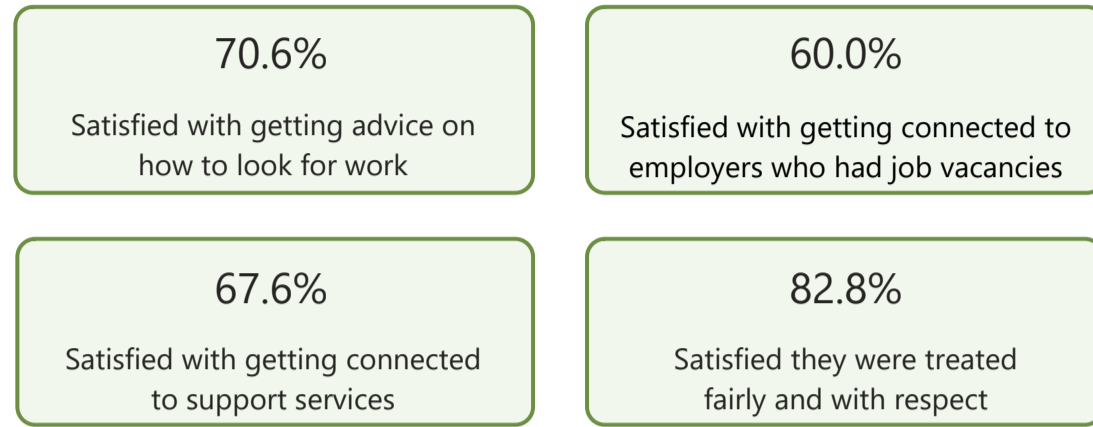 70.6%
Satisfied with getting advice on
how to look for work
60.0%
Satisfied with getting connected to
employers who had job vacancies
67.6%
Satisfied with getting connected
to support services
82.8%
Satisfied they were treated
fairly and with respect